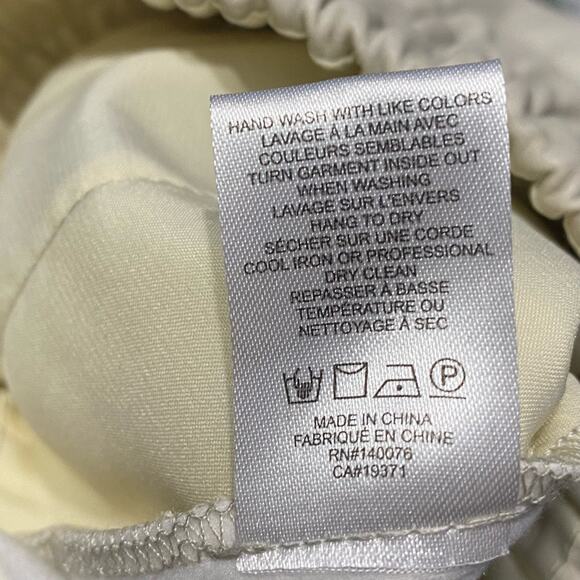 HAND WASH WITH LIKE COLORS
LAVAGE À LA MAIN AVEC
COULEURS SEMBLABLES
TURN GARMENT INSIDE OUT
WHEN WASHING
LAVAGE SUR L'ENVERS
HANG TO DRY
SÉCHER SUR UNE CORDE
COOL IRON OR PROFESSIONAL
DRY CLEAN
REPASSER À BASSE
TEMPÉRATURE OU
NETTOYAGE À SEC
P
MADE IN CHINA
FABRIQUÉ EN CHINE
RN#140076
CA#19371